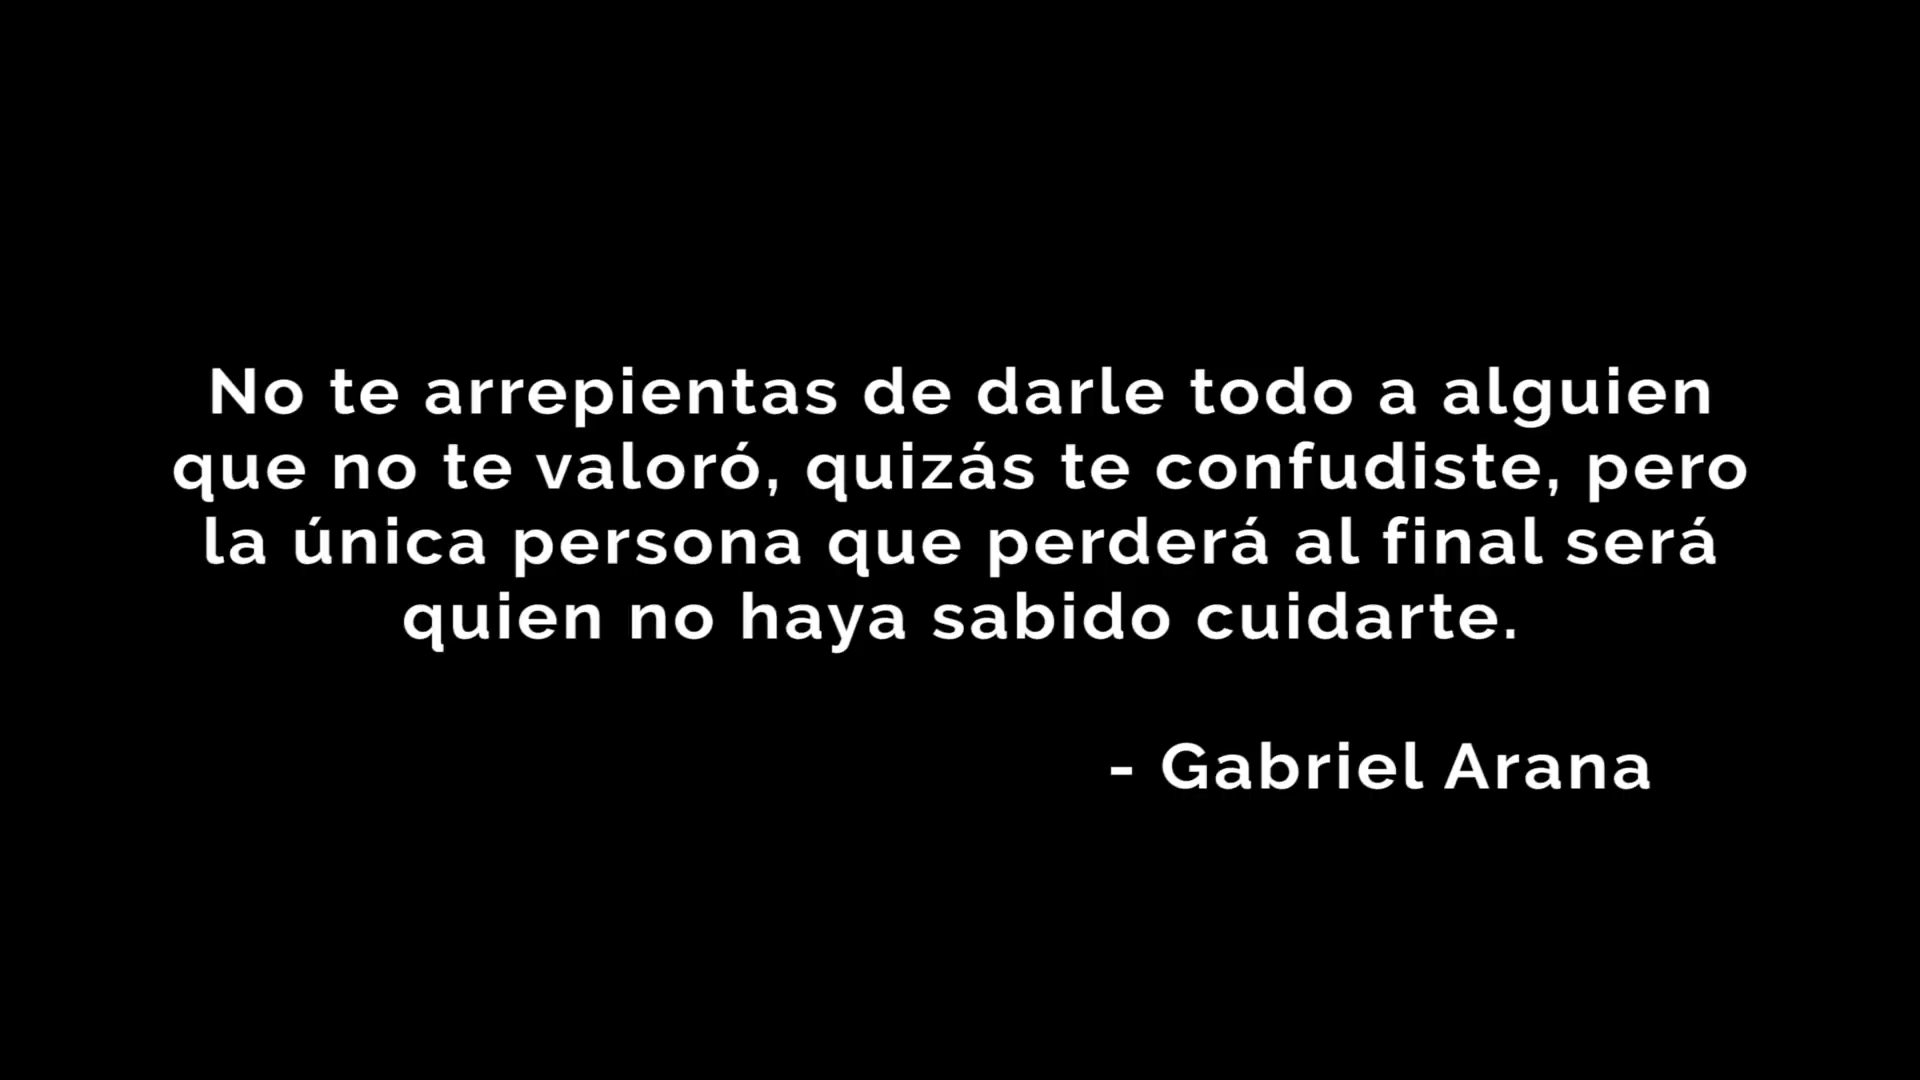 No te arrepientas de darle todo a alguien
que no te valoró, quizás te confudiste, pero
la única persona que perderá al final será
quien no haya sabido cuidarte.
- Gabriel Arana